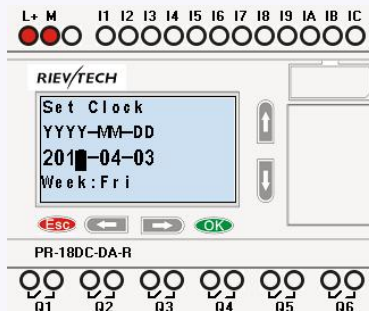 L+ M I1 I2 I3 I4 I5 I6 I7 I8 I9 IA IB IC
RIEVTECH
Set Clock
YYYY-MM-DD
201█-04-03
Week:Fri
Esc OK
PR-18DC-DA-R
Q1 Q2 Q3 Q4 Q5 Q6